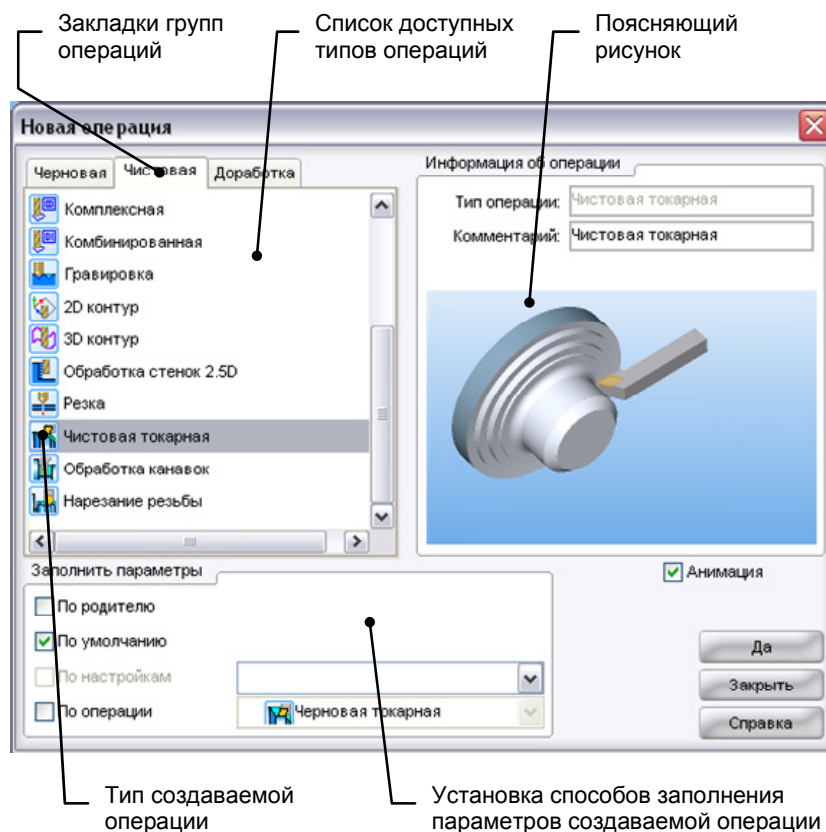 Закладки групп
операций
Список доступных
типов операций
Поясняющий
рисунок
Новая операция
Черновая
Чистовая
Доработка
Комплексная
Комбинированная
Гравировка
2D контур
3D контур
Обработка стенок 2.5D
Резка
Чистовая токарная
Обработка канавок
Нарезание резьбы
Информация об операции
Тип операции: Чистовая токарная
Комментарий: Чистовая токарная
Заполнить параметры
По родителю
По умолчанию
По настройкам
По операции
Черновая токарная
Анимация
Да
Закрыть
Справка
Тип создаваемой
операции
Установка способов заполнения
параметров создаваемой операции